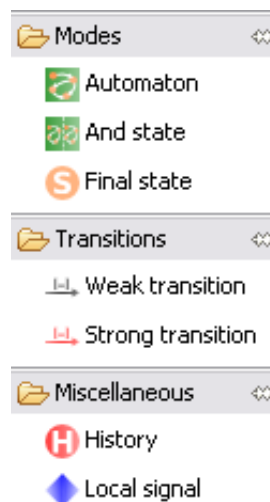 Modes
Automaton
And state
S Final state
Transitions
Weak transition
Strong transition
Miscellaneous
H History
Local signal